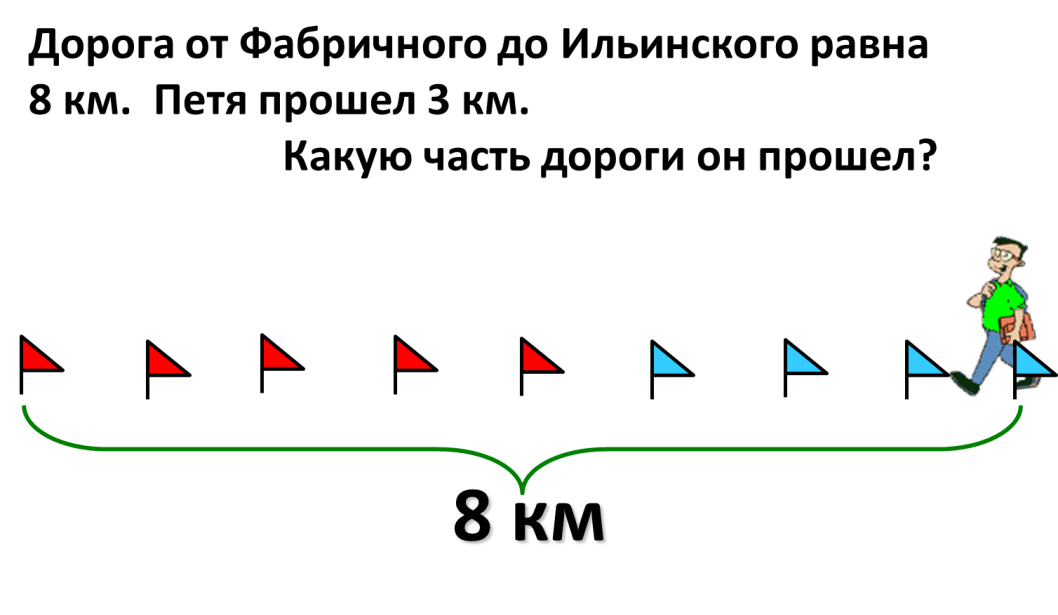 Дорога от Фабричного до Ильинского равна
8 км. Петя прошел 3 км.
Какую часть дороги он прошел?
8 км